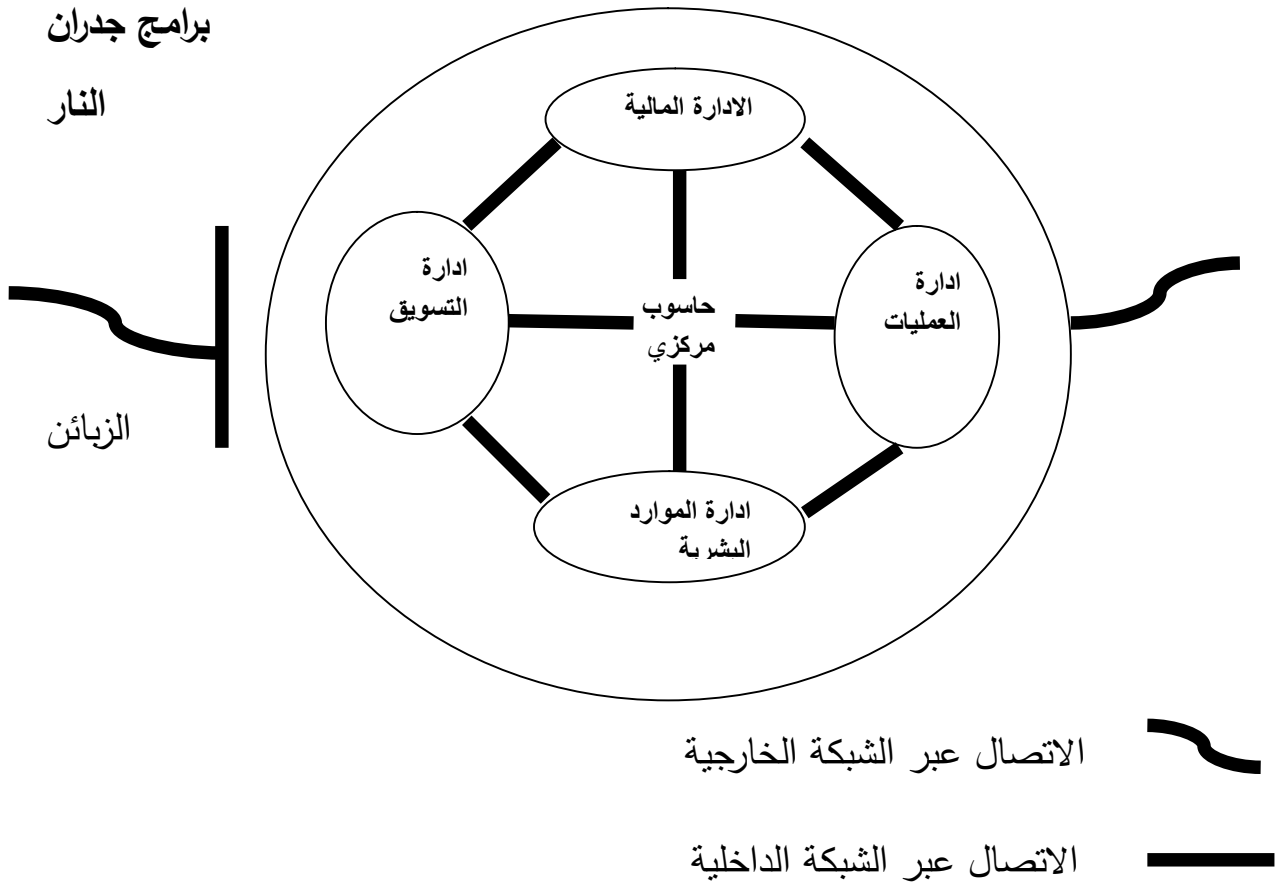 برامج جدران
النار
الادارة المالية
ادارة
التسويق
حاسوب
مركزي
ادارة
العمليات
الزبائن
ادارة الموارد
البشرية
الاتصال عبر الشبكة الخارجية
الاتصال عبر الشبكة الداخلية